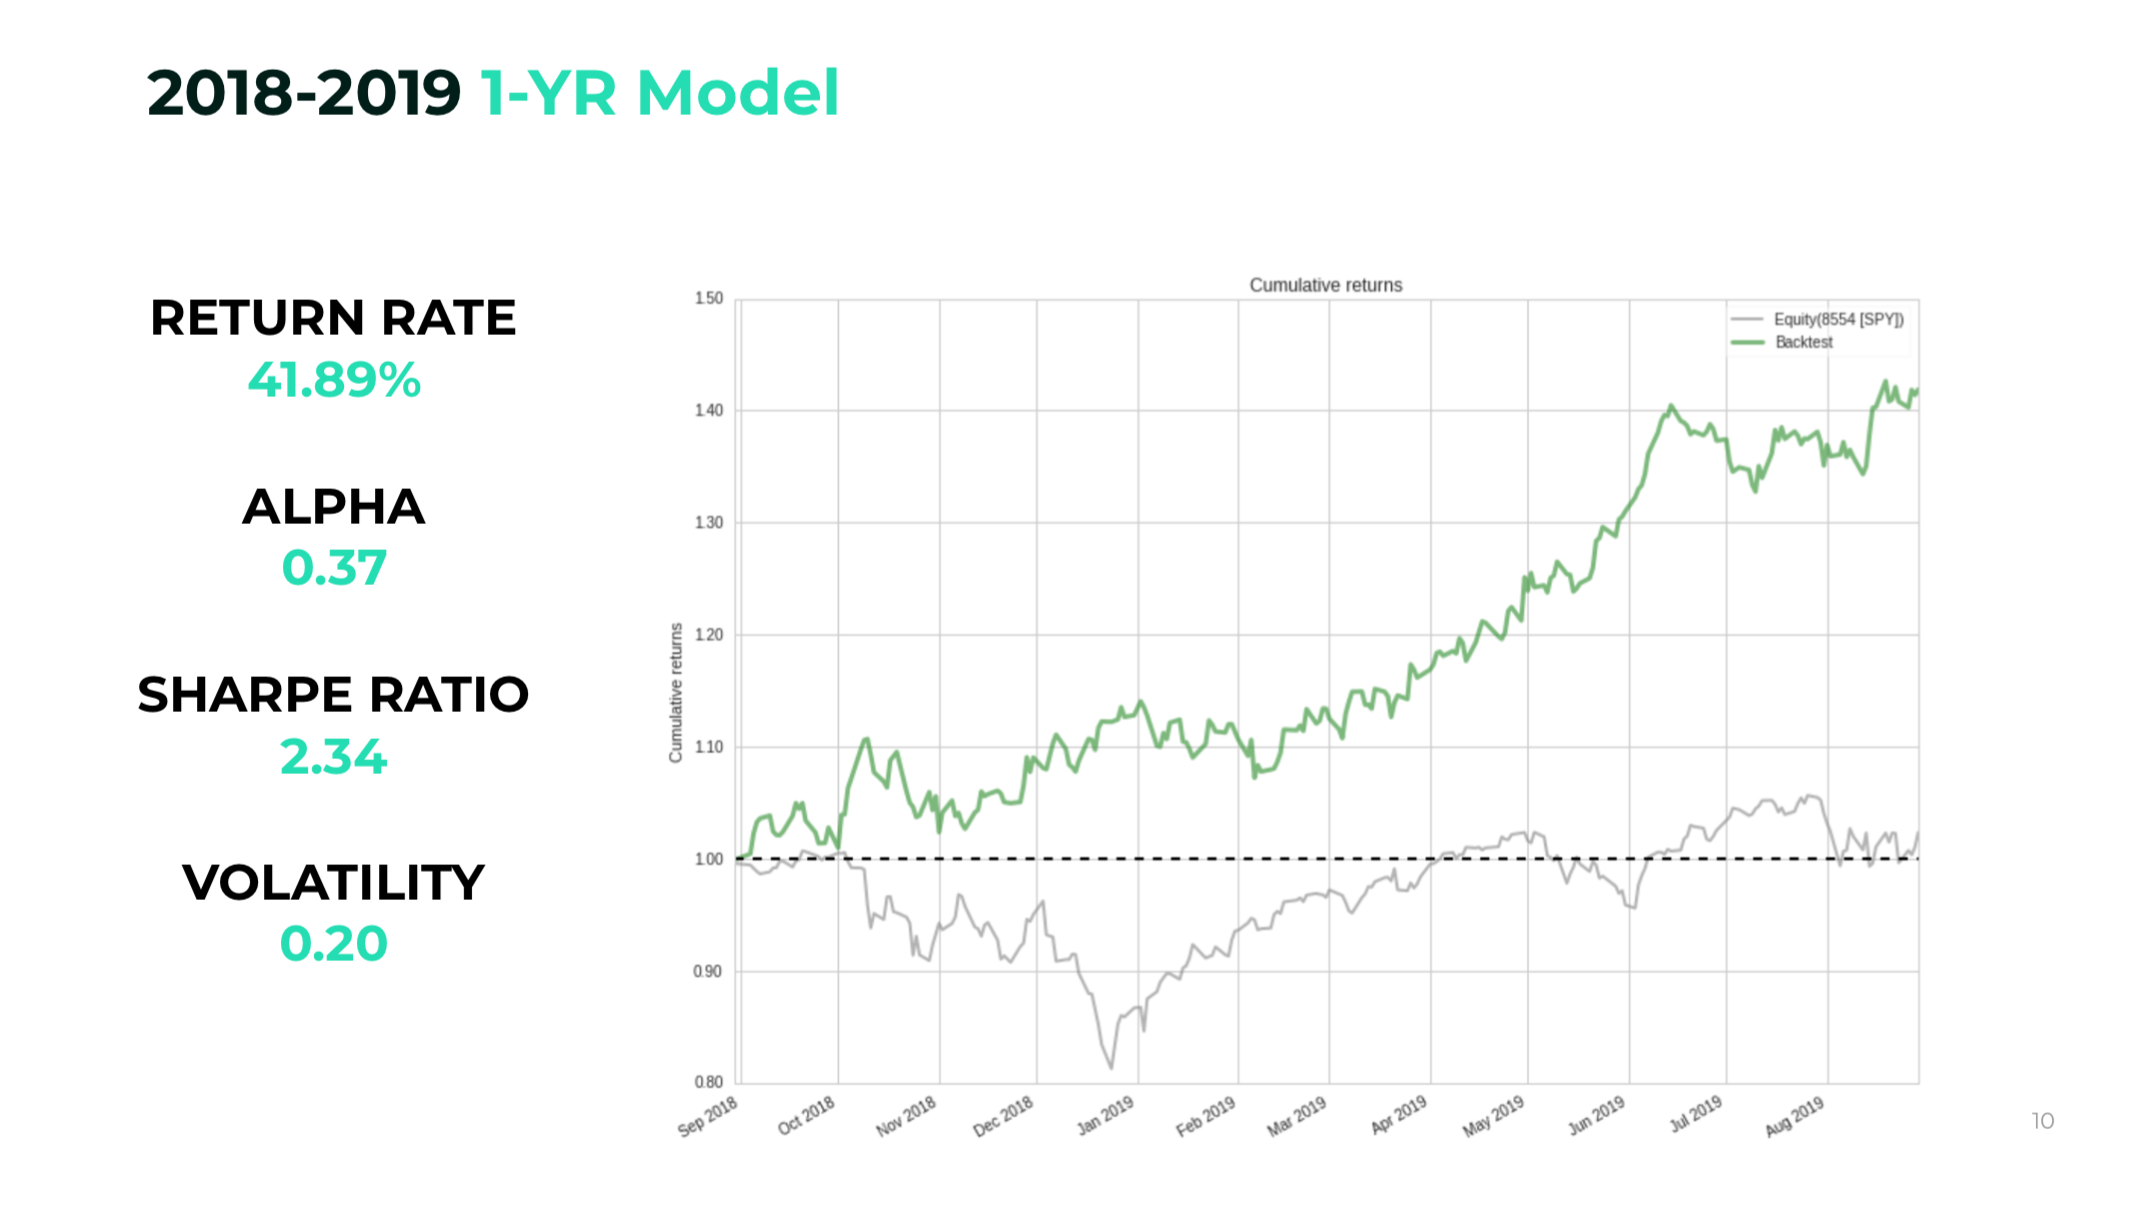 2018-2019 1-YR Model
RETURN RATE
41.89%
ALPHA
0.37
SHARPE RATIO
2.34
VOLATILITY
0.20
Cumulative returns
Equity(8554 [SPY])
Backtest
Cumulative returns
1.50
1.40
1.30
1.20
1.10
1.00
0.90
0.80
Sep 2018
Oct 2018
Nov 2018
Dec 2018
Jan 2019
Feb 2019
Mar 2019
Apr 2019
May 2019
Jun 2019
Jul 2019
Aug 2019
10